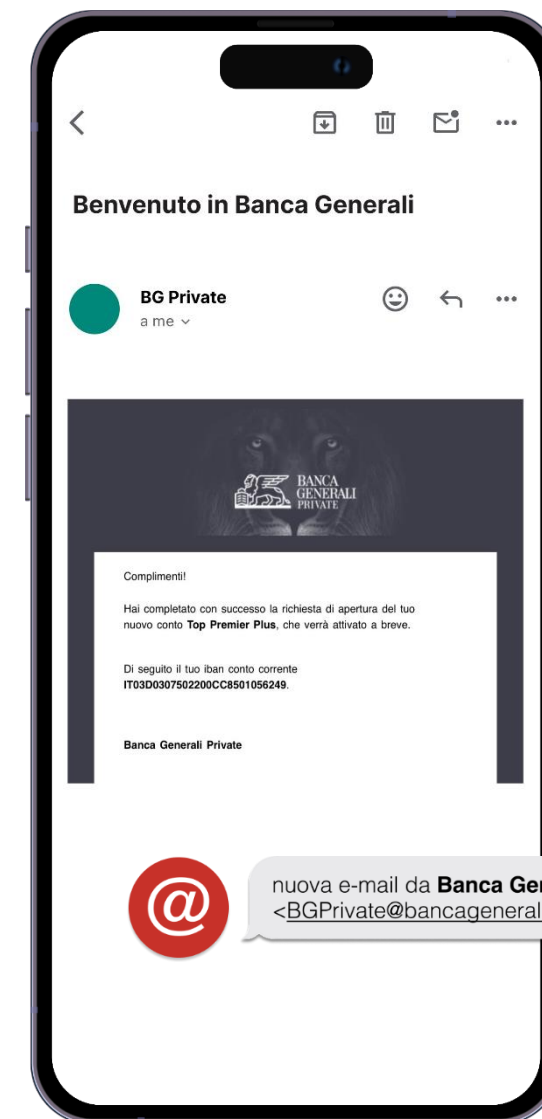 Benvenuto in Banca Generali
BG Private
a me
BANCA
GENERALI
PRIVATE
Complimenti!
Hai completato con successo la richiesta di apertura del tuo
nuovo conto Top Premier Plus, che verrà attivato a breve.
Di seguito il tuo iban conto corrente
IT03D0307502200CC8501056249.
Banca Generali Private
@
nuova e-mail da Banca Ge
<BGPrivate@bancageneral